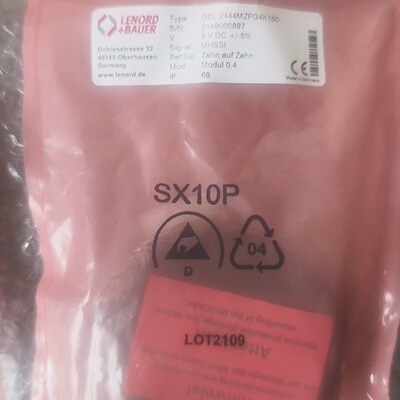 LENORD
+BAUER
Dohlenstrasse 32
46145 Oberhausen
Germany
www.lenord.de
Type GEL 2444MZPG4K150
S/N: 2149000897
V 5 V DC +/- 5%
Signal MHSSI
Ref.Sig. Zahn auf Zahn
Mod Modul 0.4
IP 68
CE
Made in Germany
SX10P
D
04
LOT2109